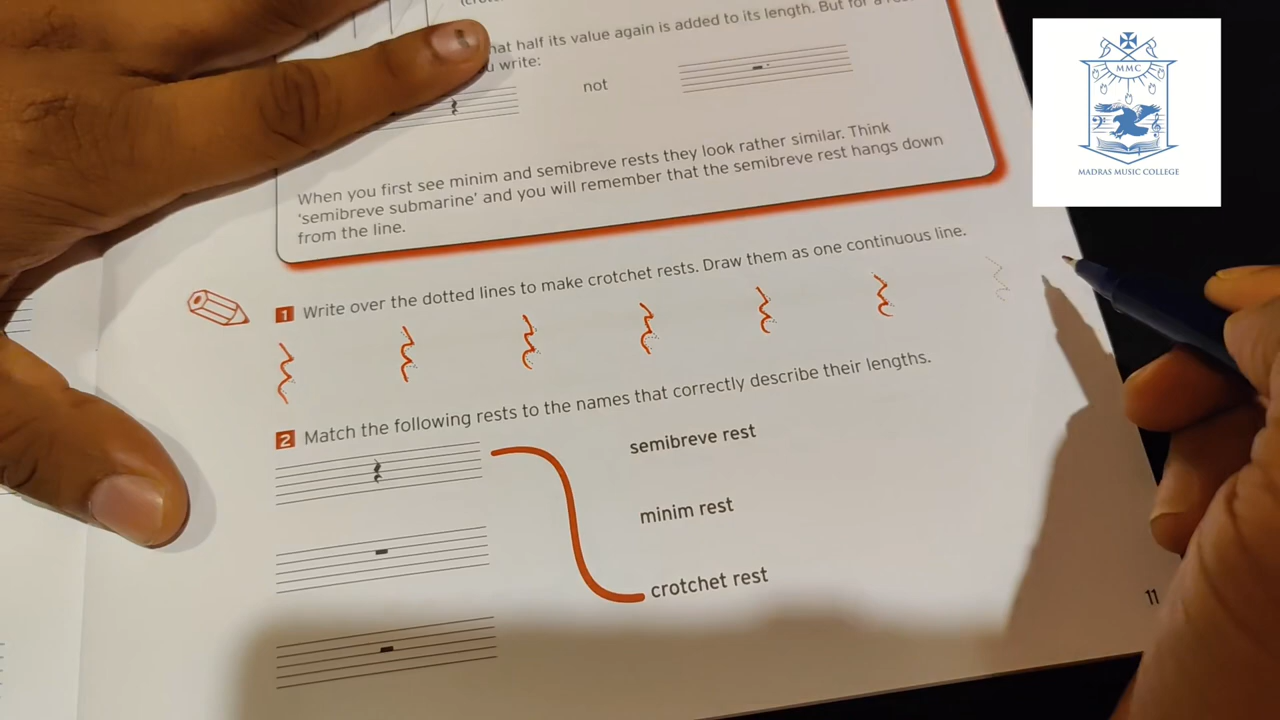 hat half its value again is added to its length. But for a
u write:
not
When you first see minim and semibreve rests they look rather similar. Think
'semibreve submarine' and you will remember that the semibreve rest hangs down
from the line.
1 Write over the dotted lines to make crotchet rests. Draw them as one continuous line.
2 Match the following rests to the names that correctly describe their lengths.
semibreve rest
minim rest
crotchet rest
11
MMC
MADRAS MUSIC COLLEGE